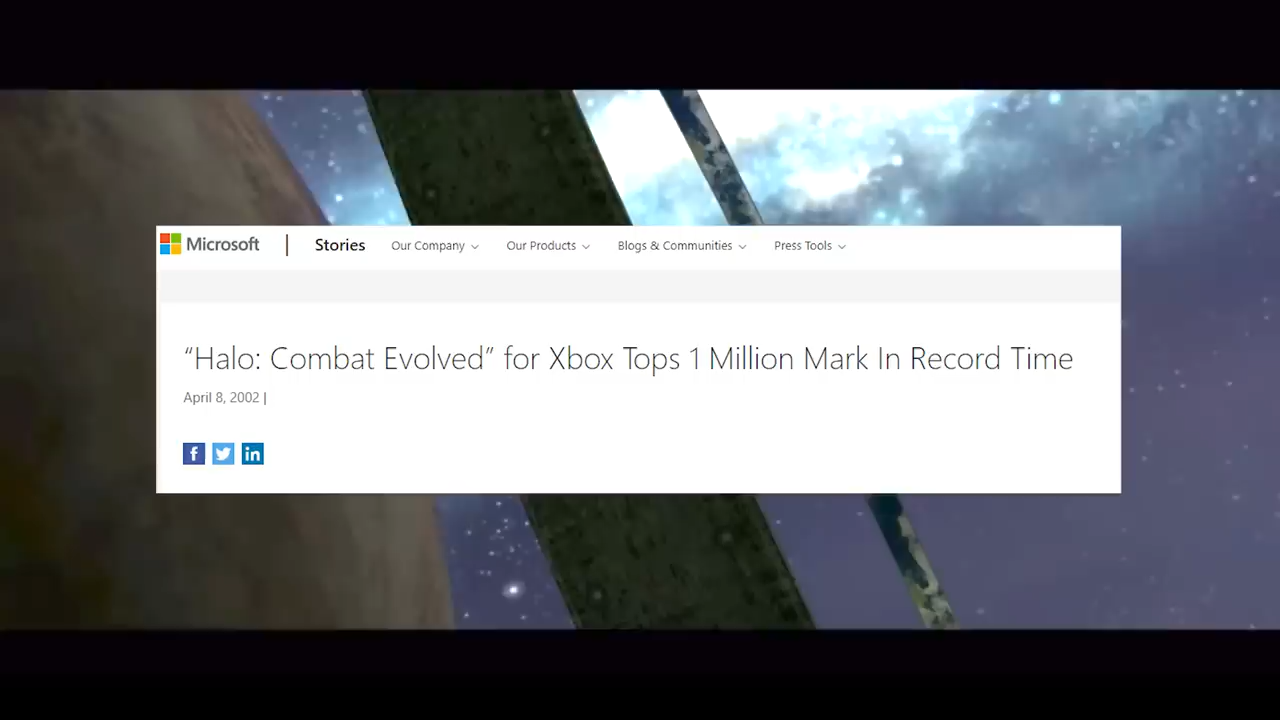 Microsoft | Stories Our Company Our Products Blogs & Communities Press Tools
“Halo: Combat Evolved” for Xbox Tops 1 Million Mark In Record Time
April 8, 2002 |
f in